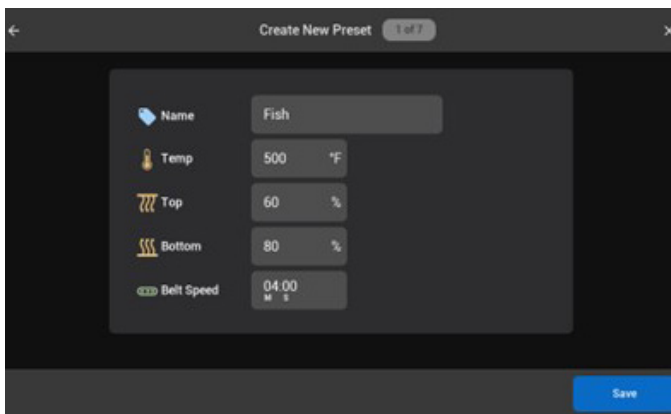 Create New Preset 1 of 7
Name Fish
Temp 500 °F
Top 60 %
Bottom 80 %
Belt Speed 04:00
M S
Save